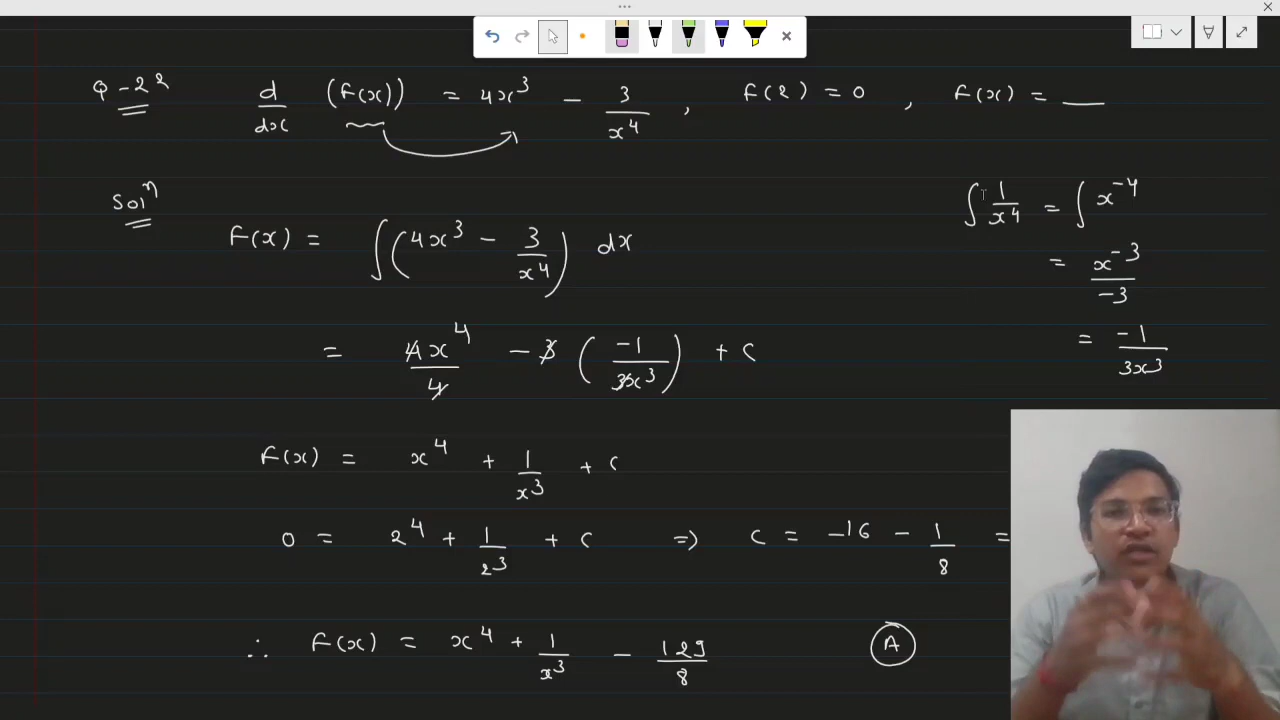 Q-22 d/dx (f(x)) = 4x³ - 3/x⁴ , f(2) = 0 , f(x) = __
Solⁿ
f(x) = ∫(4x³ - 3/x⁴) dx
= 4x⁴/4 - 3 (-1/3x³) + c
f(x) = x⁴ + 1/x³ + c
0 = 2⁴ + 1/2³ + c => c = -16 - 1/8 =
∴ f(x) = x⁴ + 1/x³ - 129/8 A
∫ 1/x⁴ = ∫ x⁻⁴
= x⁻³/-3
= -1/3x³